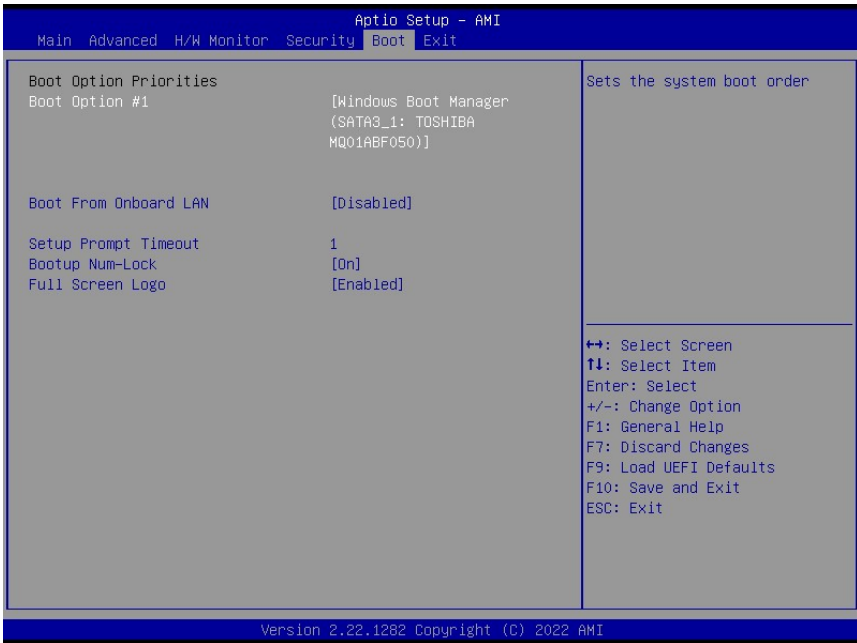 Aptio Setup – AMI
Main Advanced H/W Monitor Security Boot Exit
Boot Option Priorities
Boot Option #1 [Windows Boot Manager
(SATA3_1: TOSHIBA
MQ01ABF050)]
Boot From Onboard LAN [Disabled]
Setup Prompt Timeout 1
Bootup Num-Lock [On]
Full Screen Logo [Enabled]
Sets the system boot order
↔: Select Screen
↑↓: Select Item
Enter: Select
+/-: Change Option
F1: General Help
F7: Discard Changes
F9: Load UEFI Defaults
F10: Save and Exit
ESC: Exit
Version 2.22.1282 Copyright (C) 2022 AMI